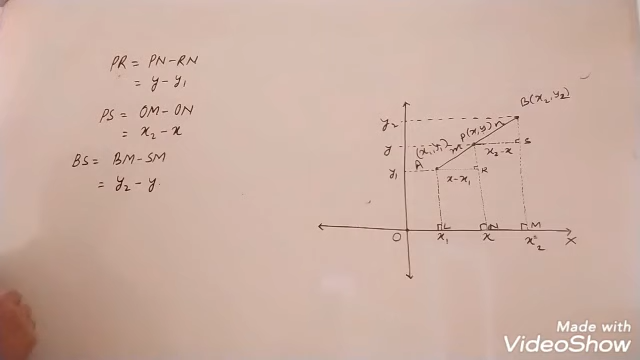 PR = PN-RN
= y-y₁
PS = OM-ON
= x₂-x
BS = BM-SM
= y₂-y.
B(x₂,y₂)
y₂
P(x,y) n
y
(x₁,y₁) m
x₂-x S
A
y₁
x-x₁ R
O
L N M
x₁ x x₂
X
Made with
VideoShow